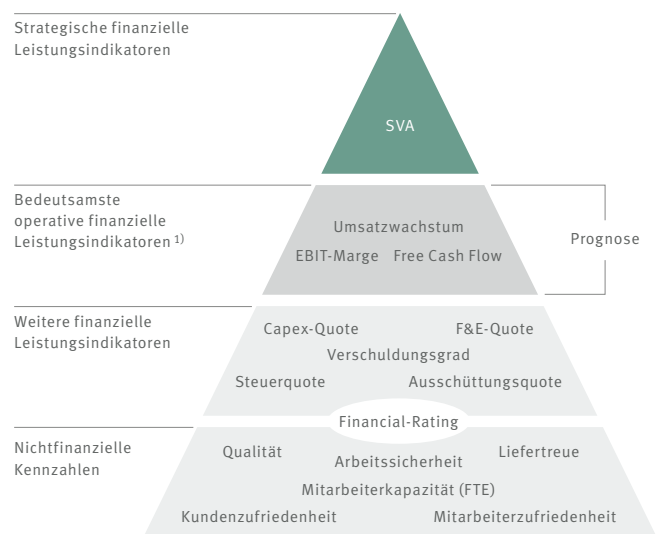 Strategische finanzielle
Leistungsindikatoren
SVA
Bedeutsamste
operative finanzielle
Leistungsindikatoren 1)
Umsatzwachstum
EBIT-Marge Free Cash Flow
Prognose
Weitere finanzielle
Leistungsindikatoren
Capex-Quote F&E-Quote
Verschuldungsgrad
Steuerquote Ausschüttungsquote
Financial-Rating
Nichtfinanzielle
Kennzahlen
Qualität Liefertreue
Arbeitssicherheit
Mitarbeiterkapazität (FTE)
Kundenzufriedenheit Mitarbeiterzufriedenheit